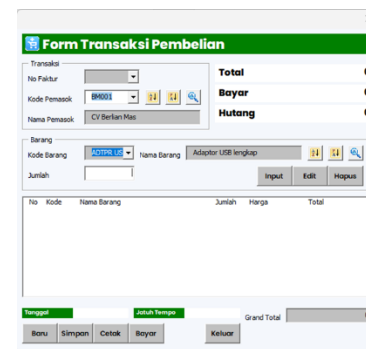 Form Transaksi Pembelian
Transaksi
No Faktur
Kode Pemasok BM001
Nama Pemasok CV Berlian Mas
Total
Bayar
Hutang
Barang
Kode Barang Nama Barang Adaptor USB lengkap
Jumlah
Input Edit Hapus
No Kode Nama Barang Jumlah Harga Total
Tanggal Jatuh Tempo
Grand Total
Baru Simpan Cetak Bayar Keluar